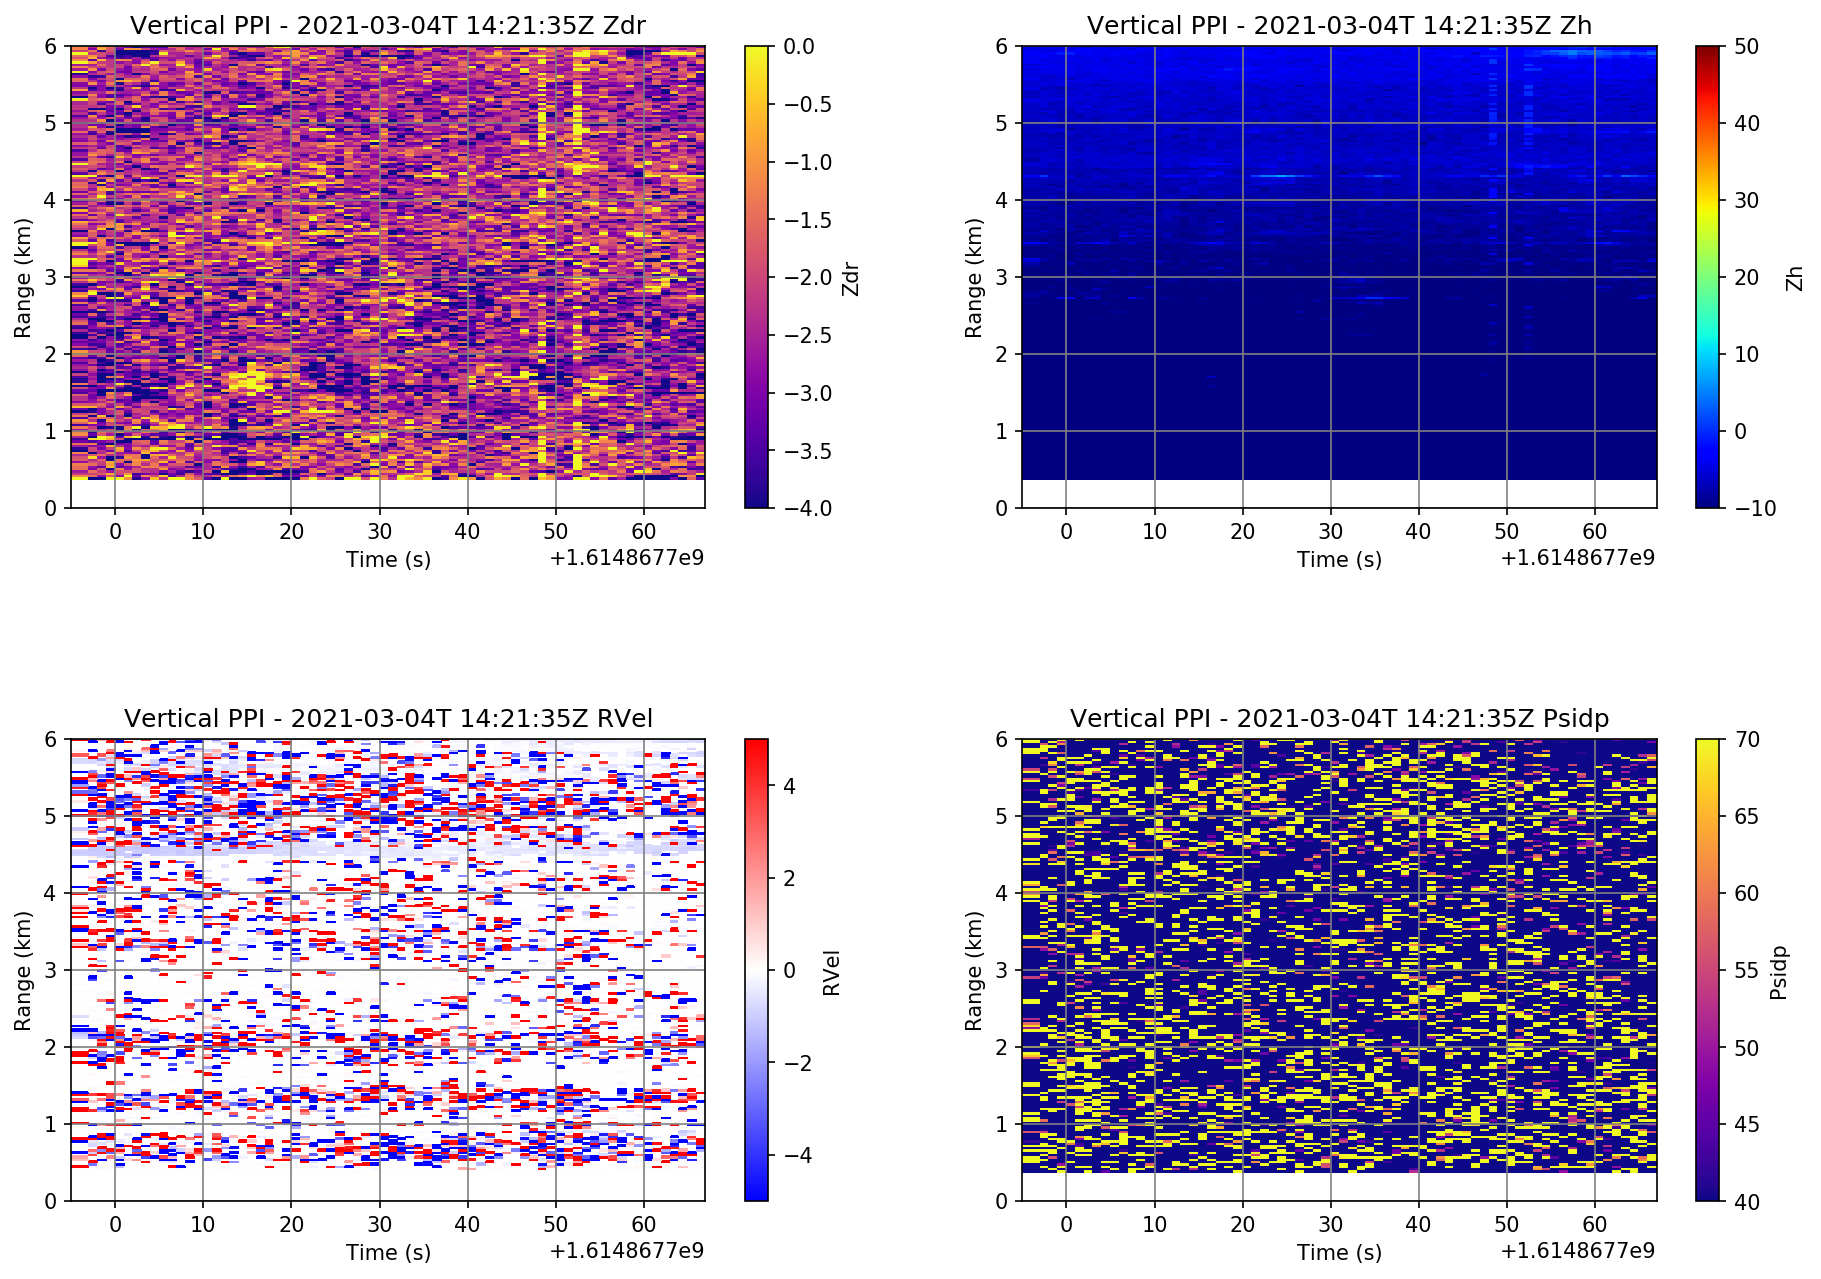 Vertical PPI - 2021-03-04T 14:21:35Z Zdr
6
5
4
3
2
1
0
Range (km)
0 10 20 30 40 50 60
Time (s)
+1.6148677e9
0.0
−0.5
−1.0
−1.5
−2.0
−2.5
−3.0
−3.5
−4.0
Zdr
Vertical PPI - 2021-03-04T 14:21:35Z Zh
6
5
4
3
2
1
0
Range (km)
0 10 20 30 40 50 60
Time (s)
+1.6148677e9
50
40
30
20
10
0
−10
Zh
Vertical PPI - 2021-03-04T 14:21:35Z RVel
6
5
4
3
2
1
0
Range (km)
0 10 20 30 40 50 60
Time (s)
+1.6148677e9
4
2
0
−2
−4
RVel
Vertical PPI - 2021-03-04T 14:21:35Z Psidp
6
5
4
3
2
1
0
Range (km)
0 10 20 30 40 50 60
Time (s)
+1.6148677e9
70
65
60
55
50
45
40
Psidp